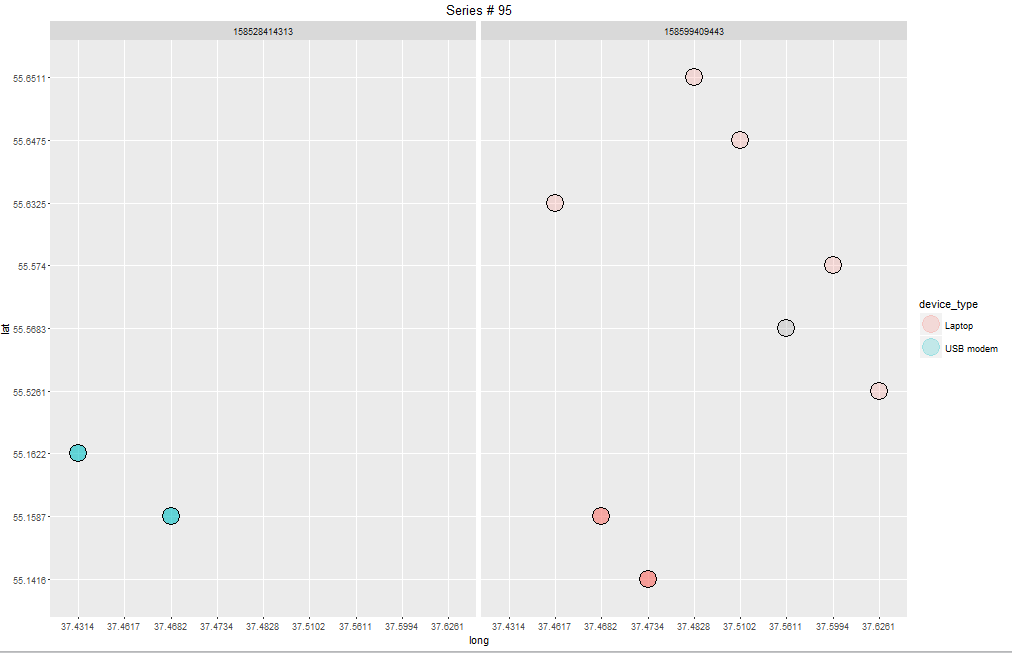 Series # 95
158528414313 158599409443
55.6511
55.6475
55.6325
55.574
55.5683
55.5261
55.1622
55.1587
55.1416
lat
37.4314 37.4617 37.4682 37.4734 37.4828 37.5102 37.5611 37.5994 37.6261 37.4314 37.4617 37.4682 37.4734 37.4828 37.5102 37.5611 37.5994 37.6261
long
device_type
Laptop
USB modem